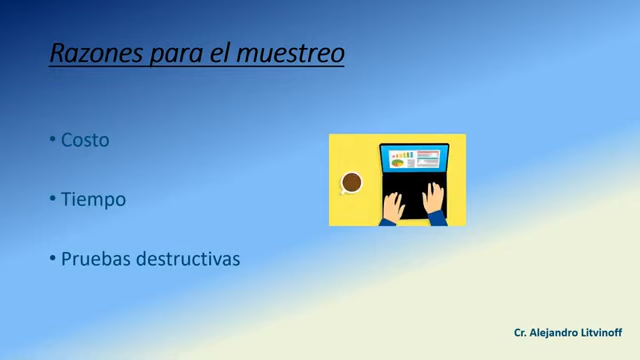 Razones para el muestreo
• Costo
• Tiempo
• Pruebas destructivas
Cr. Alejandro Litvinoff